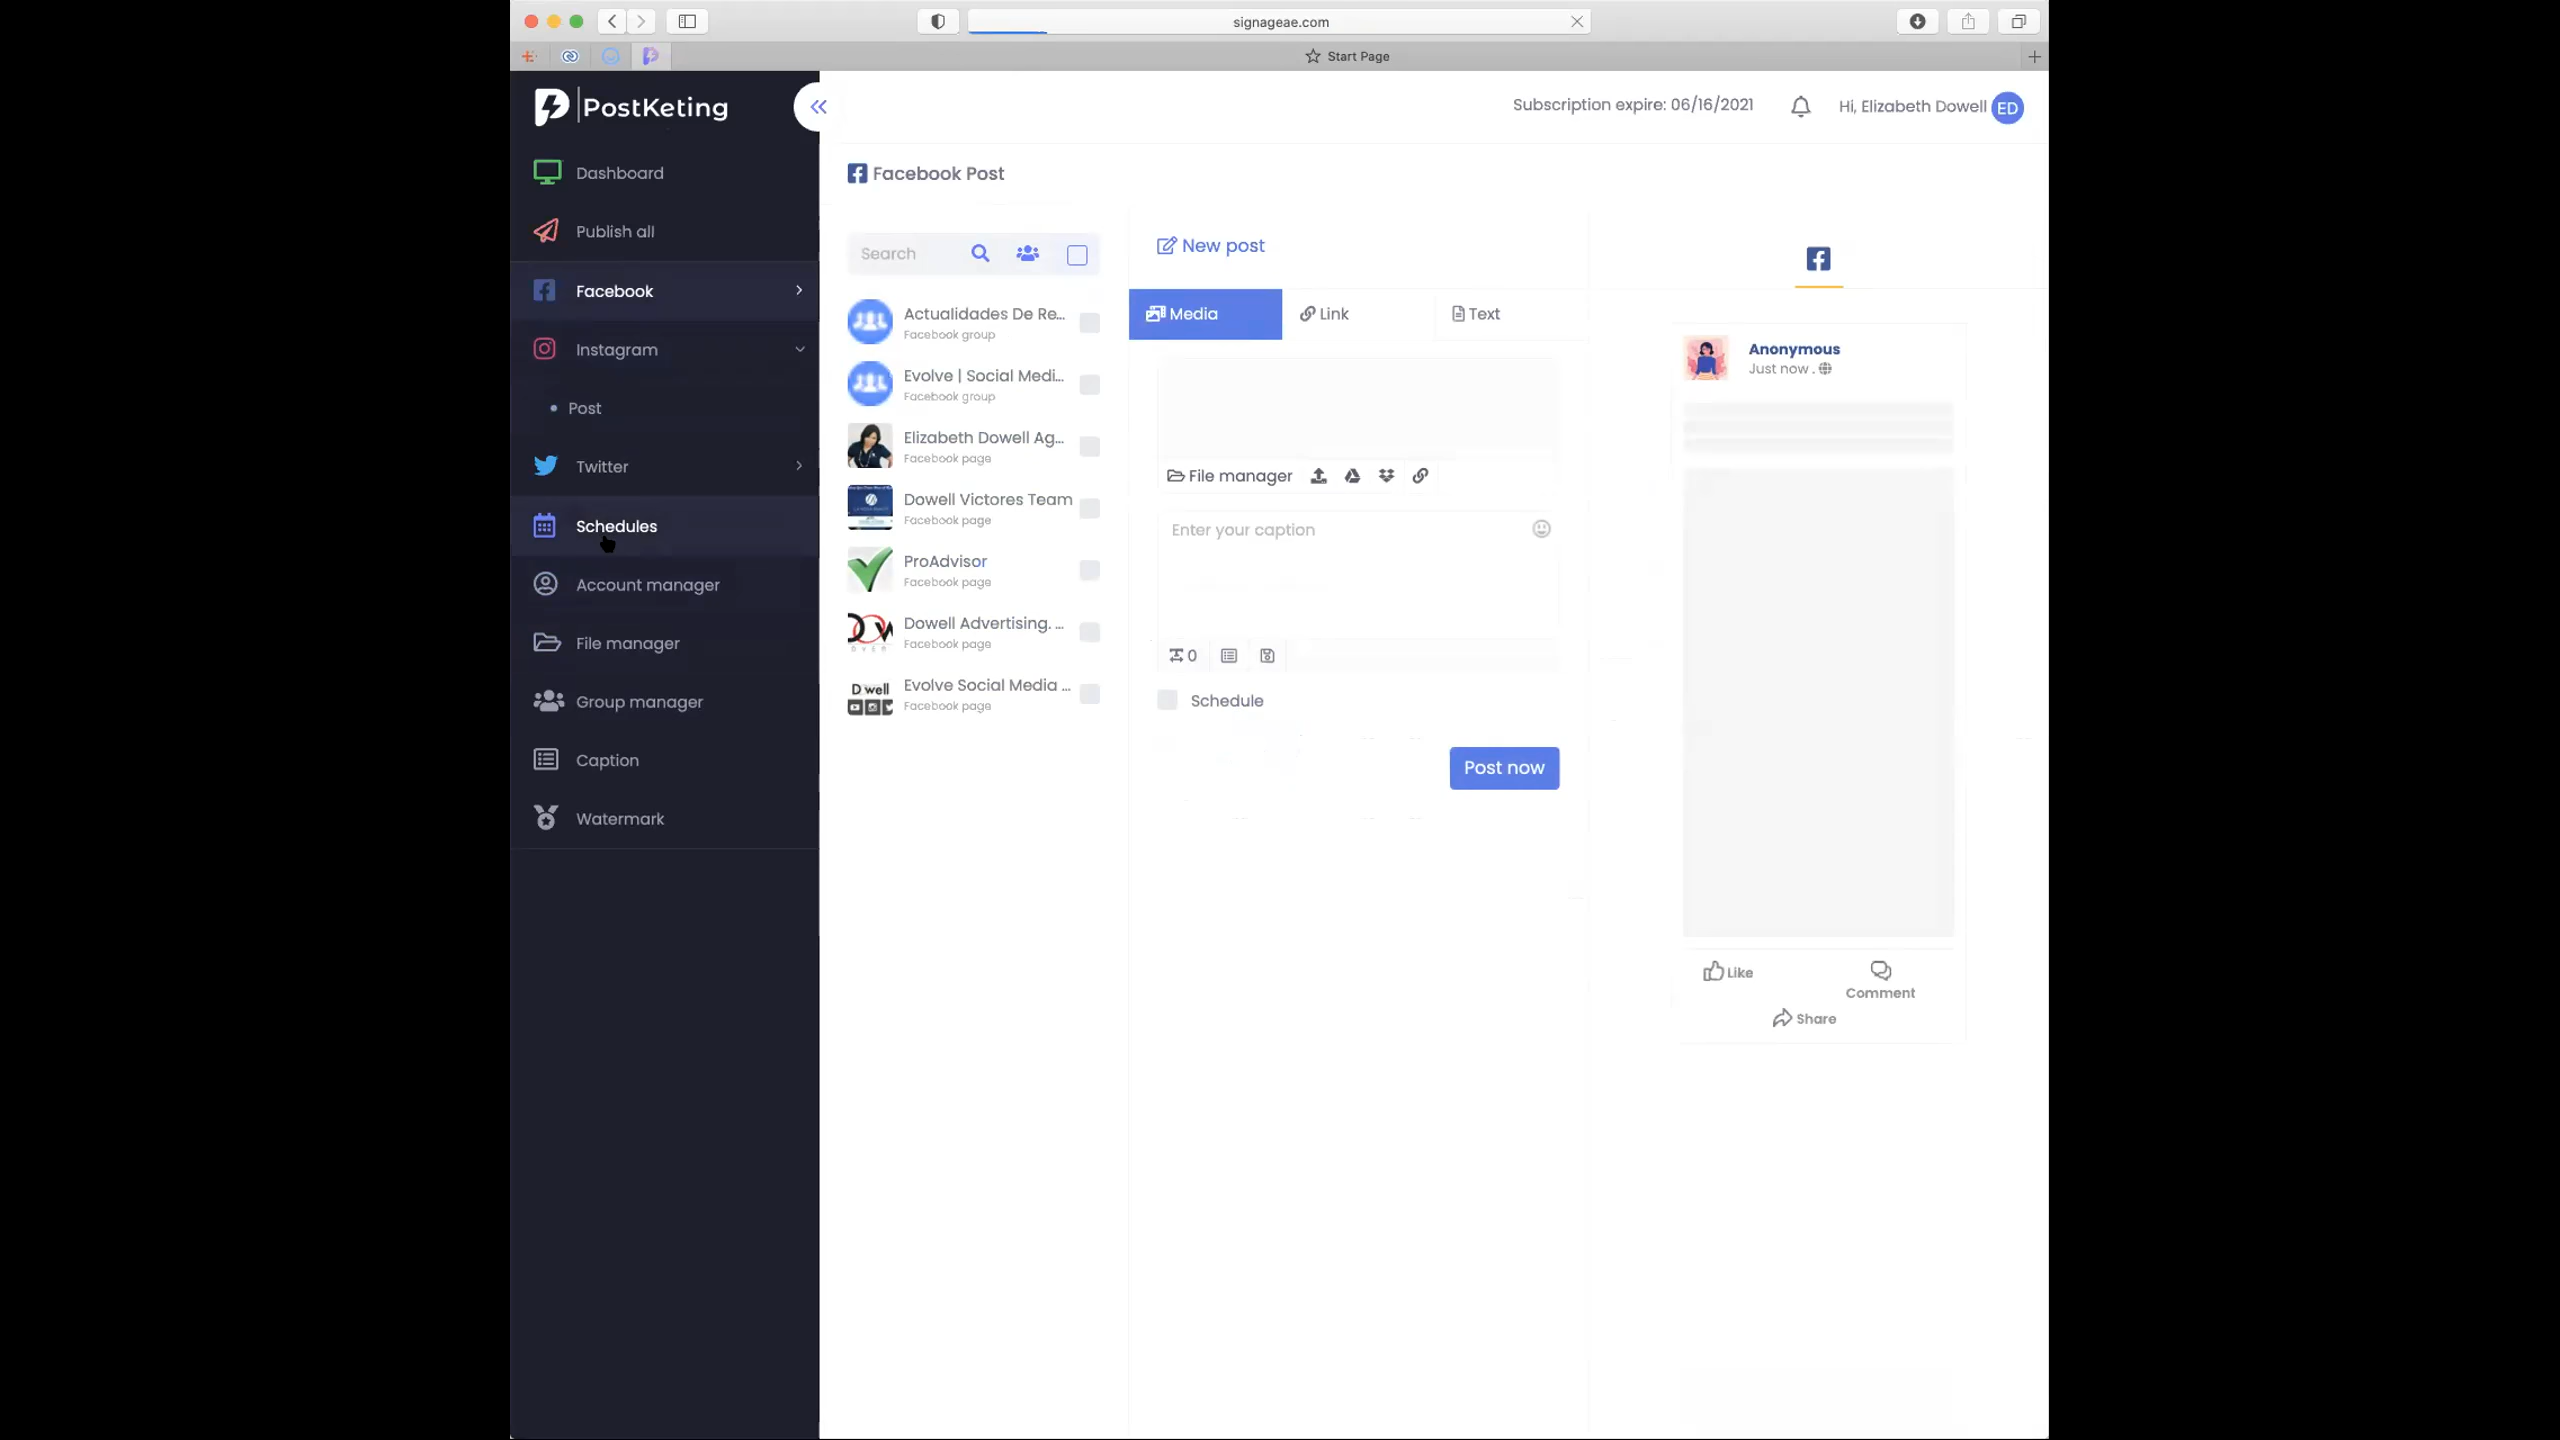 signageae.com
Start Page
PostKeting
Subscription expire: 06/16/2021
Hi, Elizabeth Dowell ED
Dashboard
Publish all
Facebook
Instagram
Post
Twitter
Schedules
Account manager
File manager
Group manager
Caption
Watermark
Facebook Post
Search
Actualidades De Re...
Facebook group
Evolve | Social Medi...
Facebook group
Elizabeth Dowell Ag...
Facebook page
Dowell Victores Team
Facebook page
ProAdvisor
Facebook page
Dowell Advertising. ...
Facebook page
D well
Evolve Social Media ...
Facebook page
New post
Media
Link
Text
File manager
Enter your caption
0
Schedule
Post now
Anonymous
Just now .
Like
Comment
Share